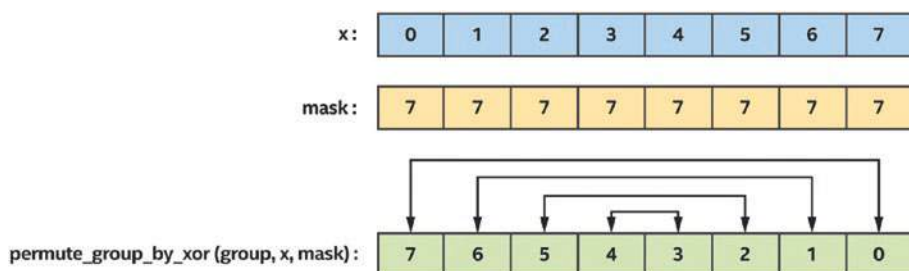 x: 0 1 2 3 4 5 6 7
mask: 7 7 7 7 7 7 7 7
permute_group_by_xor (group, x, mask): 7 6 5 4 3 2 1 0